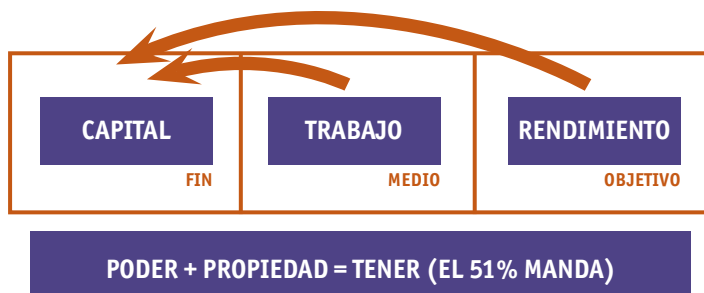 CAPITAL
TRABAJO
RENDIMIENTO
FIN
MEDIO
OBJETIVO
PODER + PROPIEDAD = TENER (EL 51% MANDA)